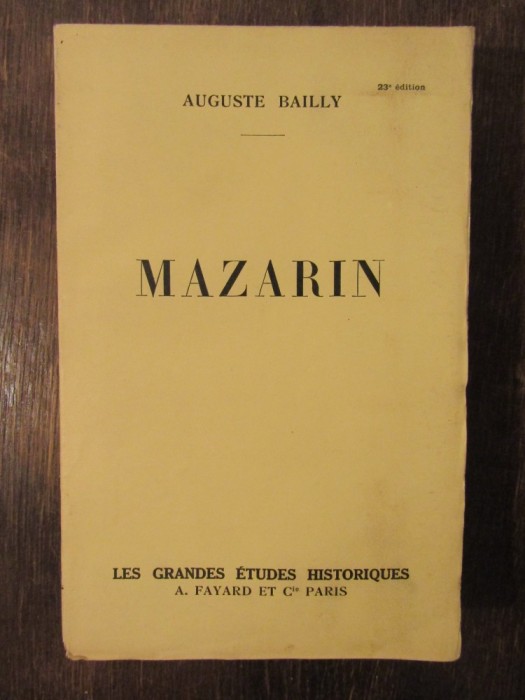 23ᵉ édition
AUGUSTE BAILLY
MAZARIN
LES GRANDES ÉTUDES HISTORIQUES
A. FAYARD ET Cⁱᵉ PARIS